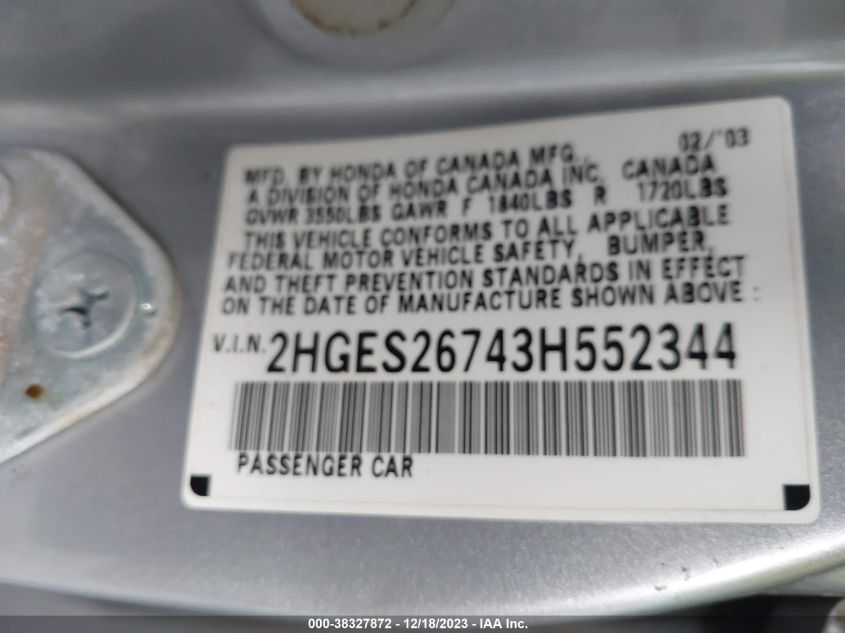 02/'03
MFD. BY HONDA OF CANADA MFG.,
A DIVISION OF HONDA CANADA INC, CANADA
GVWR 3550LBS GAWR F 1840LBS R 1720LBS
THIS VEHICLE CONFORMS TO ALL APPLICABLE
FEDERAL MOTOR VEHICLE SAFETY, BUMPER,
AND THEFT PREVENTION STANDARDS IN EFFECT
ON THE DATE OF MANUFACTURE SHOWN ABOVE :
V.I.N. 2HGES26743H552344
PASSENGER CAR
000-38327872 - 12/18/2023 - IAA Inc.